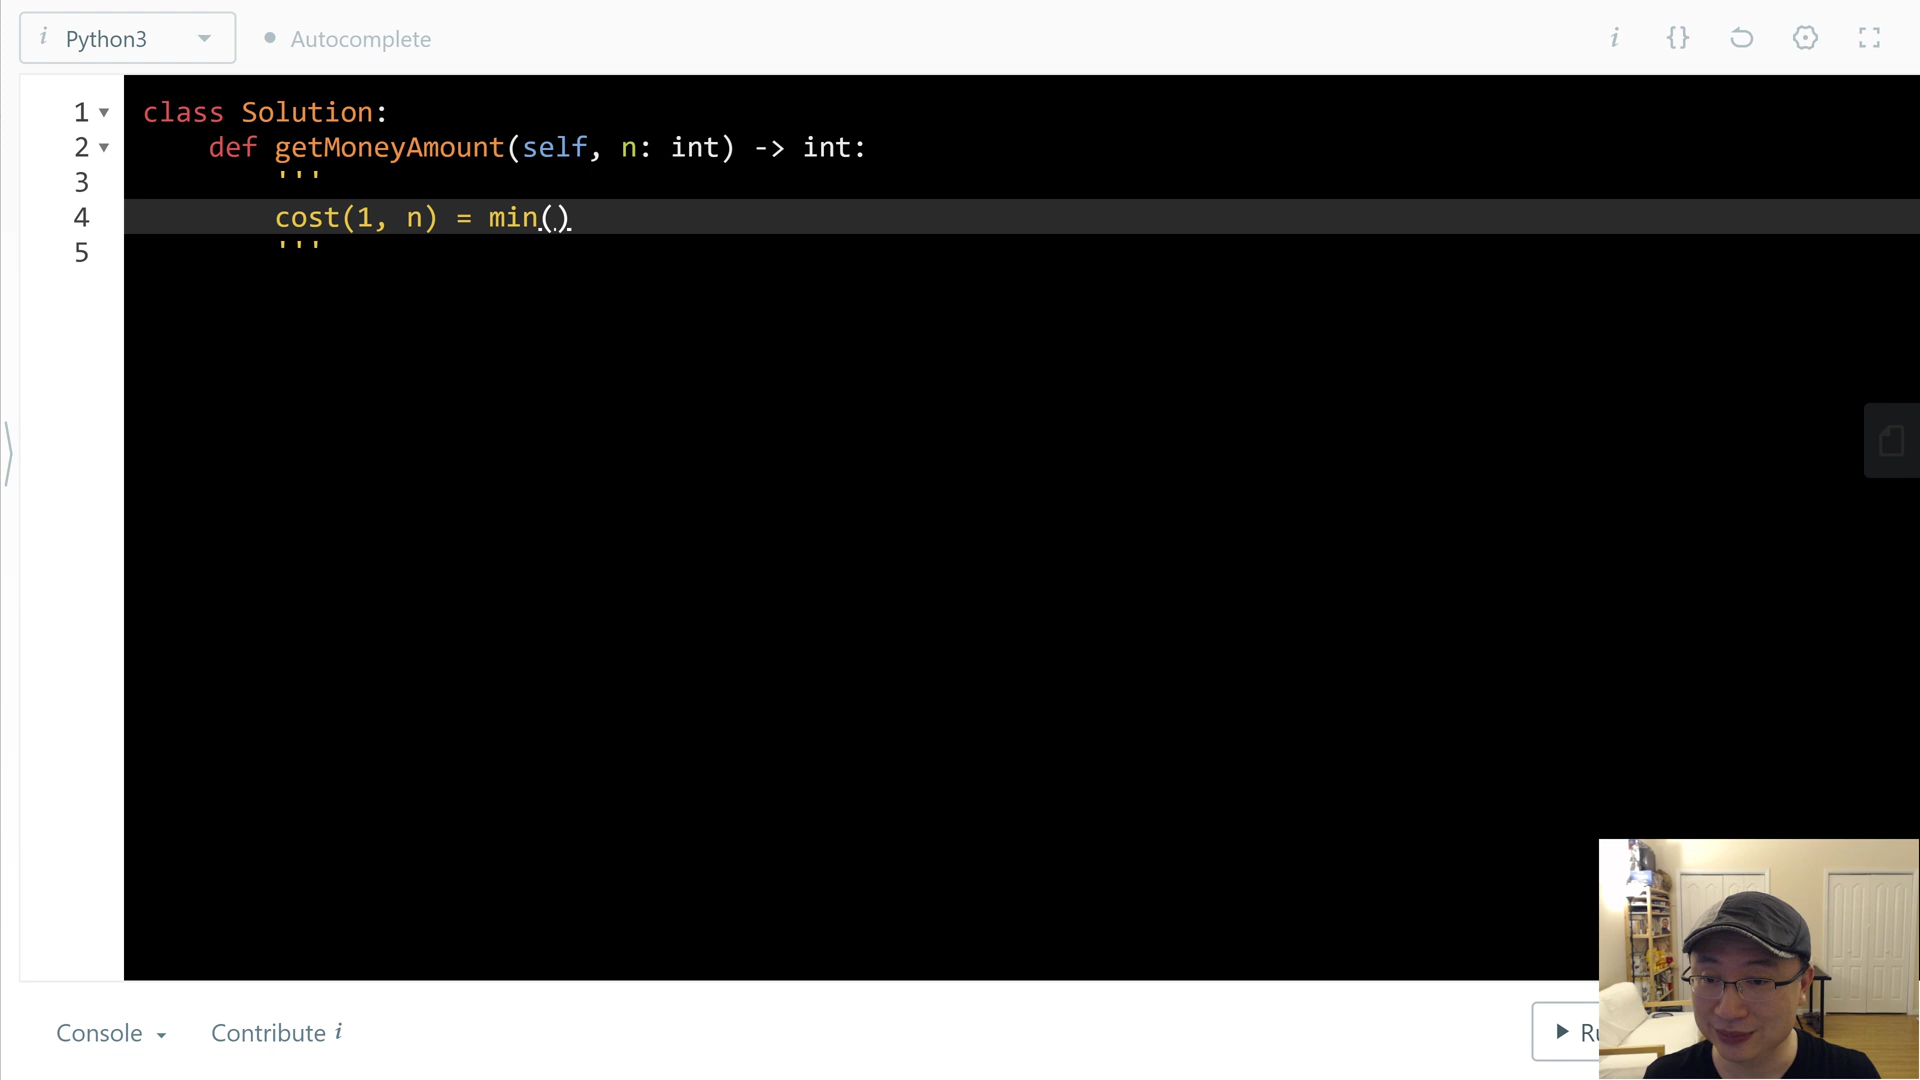 i Python3 Autocomplete i {}
1 class Solution:
2 def getMoneyAmount(self, n: int) -> int:
3 '''
4 cost(1, n) = min()
5 '''
Console Contribute i